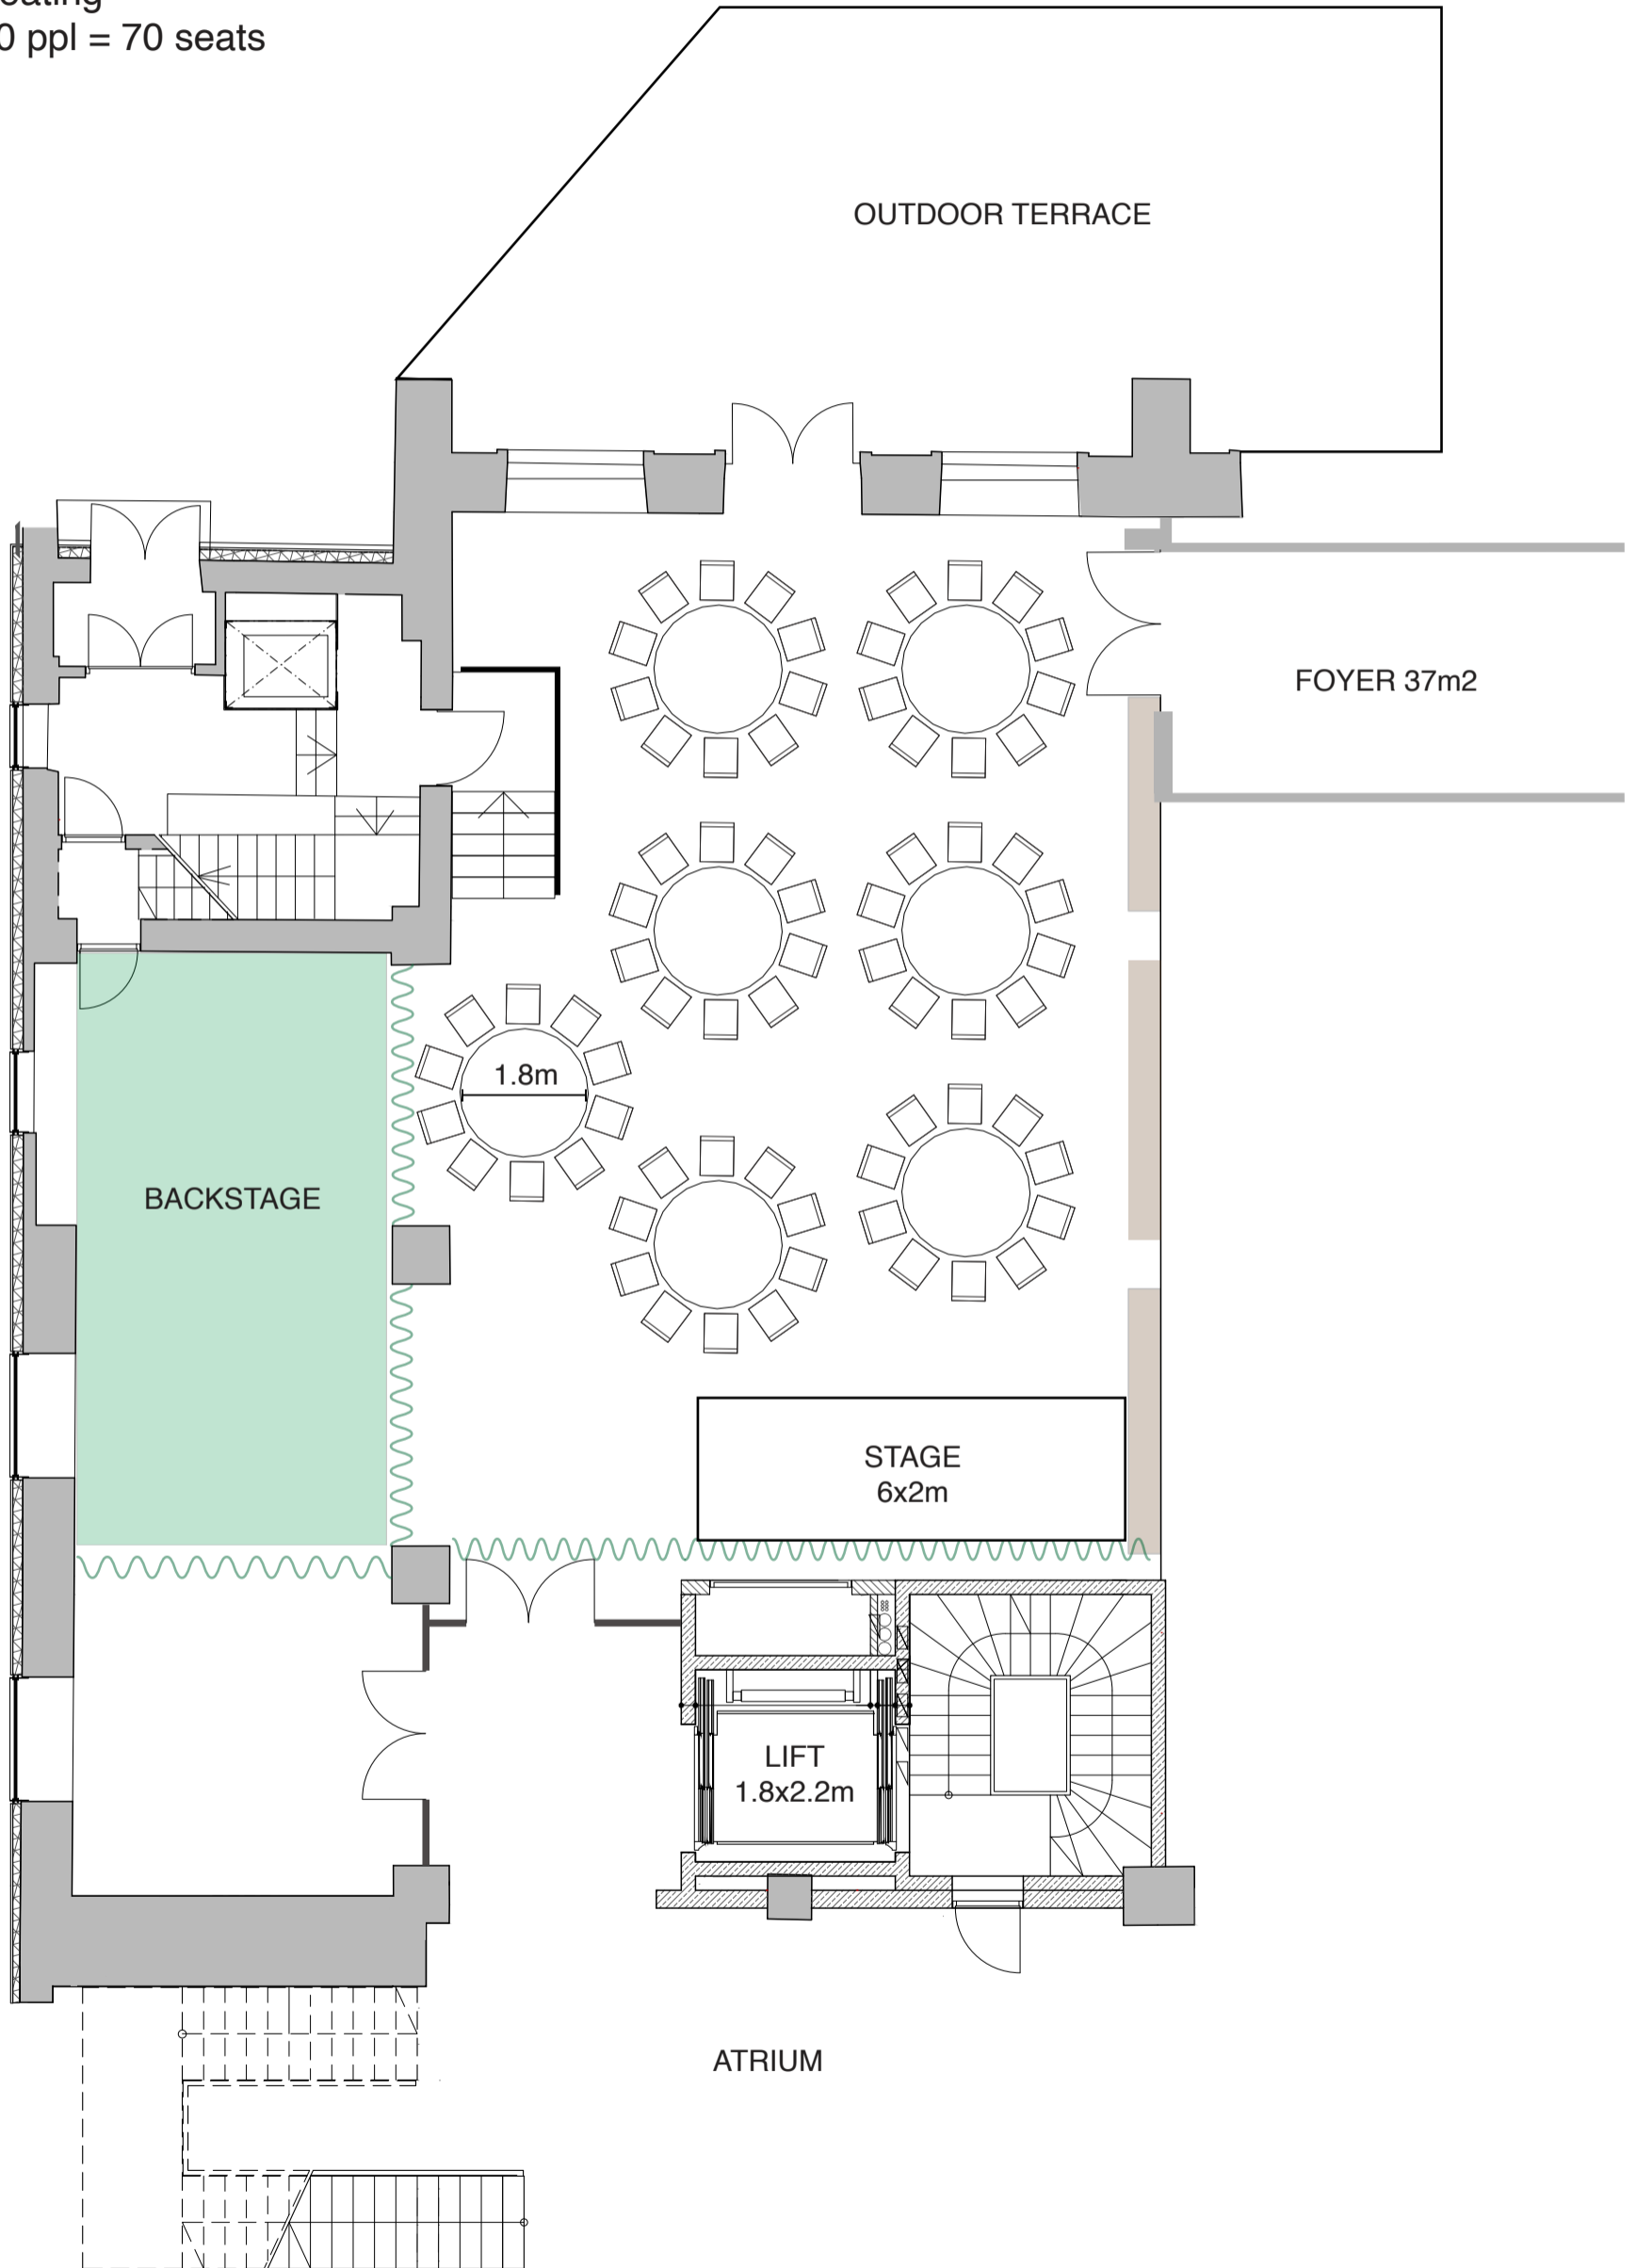 0 ppl = 70 seats
OUTDOOR TERRACE
FOYER 37m2
1.8m
BACKSTAGE
STAGE
6x2m
LIFT
1.8x2.2m
ATRIUM